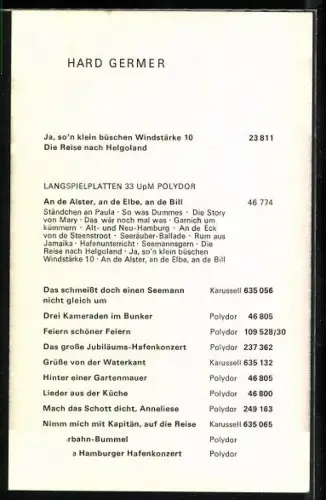 HARD GERMER
Ja, so'n klein büschen Windstärke 10 23 811
Die Reise nach Helgoland
LANGSPIELPLATTEN 33 UpM POLYDOR
An de Alster, an de Elbe, an de Bill 46 774
Ständchen an Paula · So was Dummes · Die Story
von Mary · Das wär noch mal was · Garnich um
kümmern · Alt- und Neu-Hamburg · An de Eck
von de Steenstroot · Seeräuber-Ballade · Rum aus
Jamaika · Hafenunterricht · Seemannsgarn · Die
Reise nach Helgoland · Ja, so'n klein büschen
Windstärke 10 · An de Alster, an de Elbe, an de Bill
Das schmeißt doch einen Seemann Karussell 635 056
nicht gleich um
Drei Kameraden im Bunker Polydor 46 805
Feiern schöner Feiern Polydor 109 528/30
Das große Jubiläums-Hafenkonzert Polydor 237 362
Grüße von der Waterkant Karussell 635 132
Hinter einer Gartenmauer Polydor 46 805
Lieder aus der Küche Polydor 46 800
Mach das Schott dicht, Anneliese Polydor 249 163
Nimm mich mit Kapitän, auf die Reise Karussell 635 065
rbahn-Bummel Polydor
Hamburger Hafenkonzert Polydor